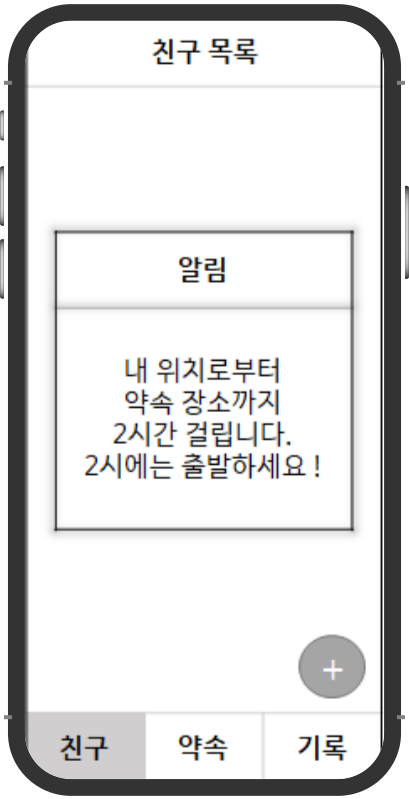 친구 목록
알림
내 위치로부터
약속 장소까지
2시간 걸립니다.
2시에는 출발하세요 !
+
친구 약속 기록